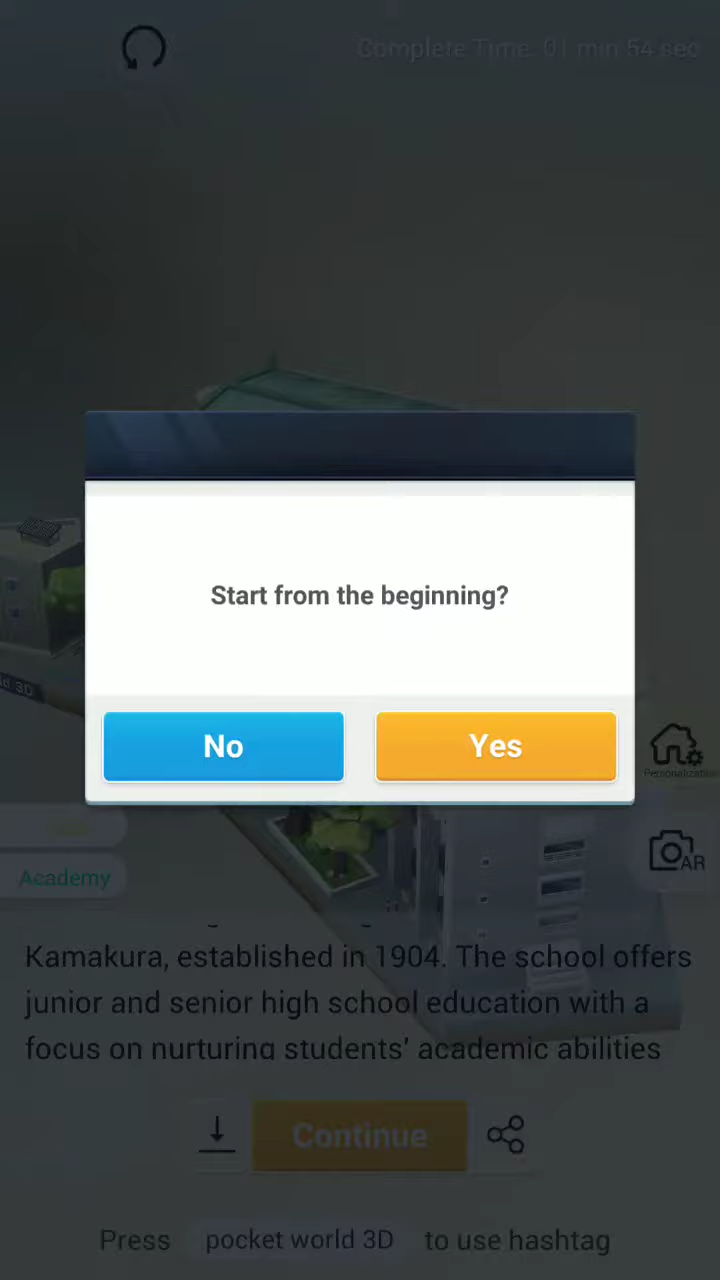 Complete Time: 01 min 54 sec
Start from the beginning?
No
Yes
Personalization
AR
Academy
Kamakura, established in 1904. The school offers
junior and senior high school education with a
focus on nurturing students' academic abilities
Continue
Press pocket world 3D to use hashtag